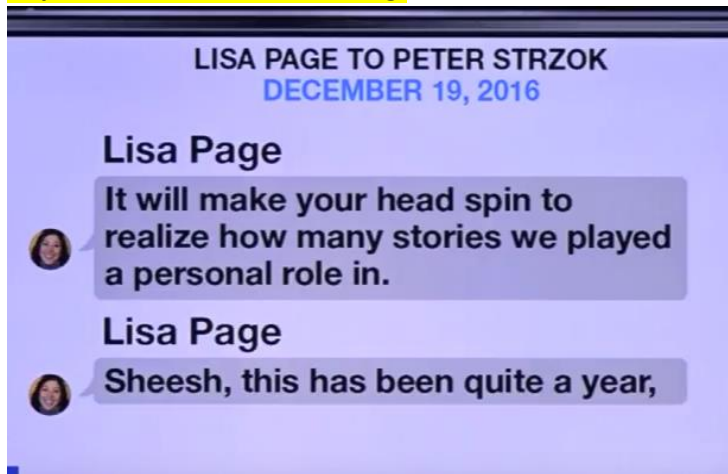 LISA PAGE TO PETER STRZOK
DECEMBER 19, 2016
Lisa Page
It will make your head spin to
realize how many stories we played
a personal role in.
Lisa Page
Sheesh, this has been quite a year,